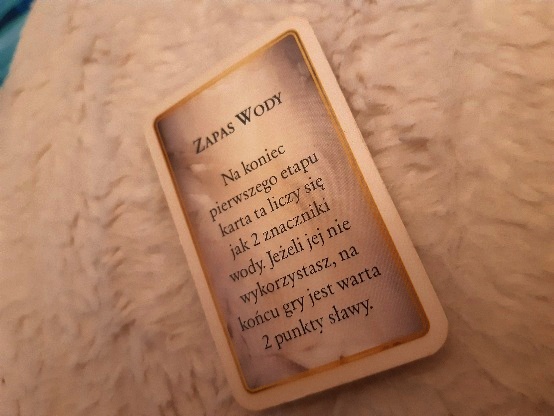 Zapas Wody
Na koniec
pierwszego etapu
karta ta liczy się
jak 2 znaczniki
wody. Jeżeli jej nie
wykorzystasz, na
końcu gry jest warta
2 punkty sławy.